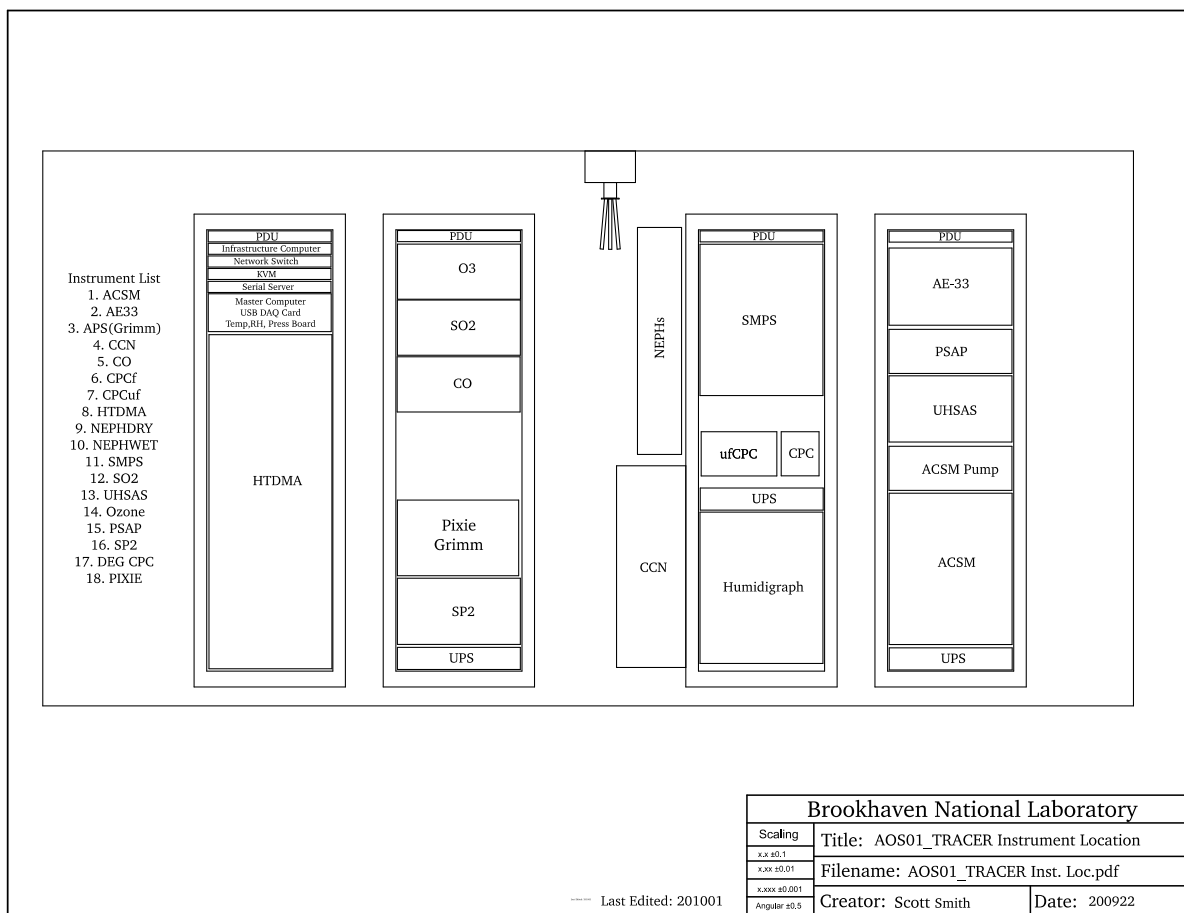 Instrument List
1. ACSM
2. AE33
3. APS(Grimm)
4. CCN
5. CO
6. CPCf
7. CPCuf
8. HTDMA
9. NEPHDRY
10. NEPHWET
11. SMPS
12. SO2
13. UHSAS
14. Ozone
15. PSAP
16. SP2
17. DEG CPC
18. PIXIE
PDU
Infrastructure Computer
Network Switch
KVM
Serial Server
Master Computer
USB DAQ Card
Temp,RH, Press Board
HTDMA
PDU
O3
SO2
CO
Pixie
Grimm
SP2
UPS
NEPHs
CCN
PDU
SMPS
ufCPC
CPC
UPS
Humidigraph
PDU
AE-33
PSAP
UHSAS
ACSM Pump
ACSM
UPS
Brookhaven National Laboratory
Scaling
x.x ±0.1
x.xx ±0.01
x.xxx ±0.001
Angular ±0.5
Title: AOS01_TRACER Instrument Location
Filename: AOS01_TRACER Inst. Loc.pdf
Creator: Scott Smith
Date: 200922
Last Edited: 201001